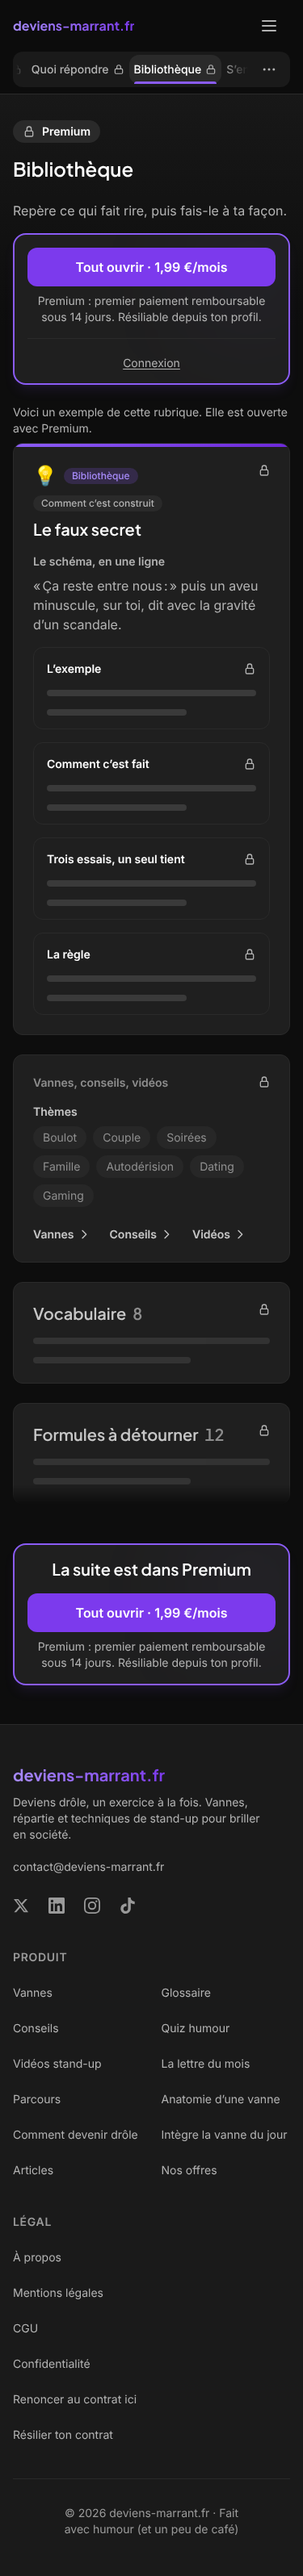 deviens-marrant.fr
Quoi répondre
Bibliothèque
Premium
Bibliothèque
Repère ce qui fait rire, puis fais-le à ta façon.
Tout ouvrir · 1,99 €/mois
Premium : premier paiement remboursable
sous 14 jours. Résiliable depuis ton profil.
Connexion
Voici un exemple de cette rubrique. Elle est ouverte
avec Premium.
Bibliothèque
Comment c’est construit
Le faux secret
Le schéma, en une ligne
« Ça reste entre nous : » puis un aveu
minuscule, sur toi, dit avec la gravité
d’un scandale.
L’exemple
Comment c’est fait
Trois essais, un seul tient
La règle
Vannes, conseils, vidéos
Thèmes
Boulot Couple Soirées
Famille Autodérision Dating
Gaming
Vannes Conseils Vidéos
Vocabulaire 8
Formules à détourner 12
La suite est dans Premium
Tout ouvrir · 1,99 €/mois
Premium : premier paiement remboursable
sous 14 jours. Résiliable depuis ton profil.
deviens-marrant.fr
Deviens drôle, un exercice à la fois. Vannes,
répartie et techniques de stand-up pour briller
en société.
contact@deviens-marrant.fr
PRODUIT
Vannes
Glossaire
Conseils
Quiz humour
Vidéos stand-up
La lettre du mois
Parcours
Anatomie d’une vanne
Comment devenir drôle
Intègre la vanne du jour
Articles
Nos offres
LÉGAL
À propos
Mentions légales
CGU
Confidentialité
Renoncer au contrat ici
Résilier ton contrat
© 2026 deviens-marrant.fr · Fait
avec humour (et un peu de café)